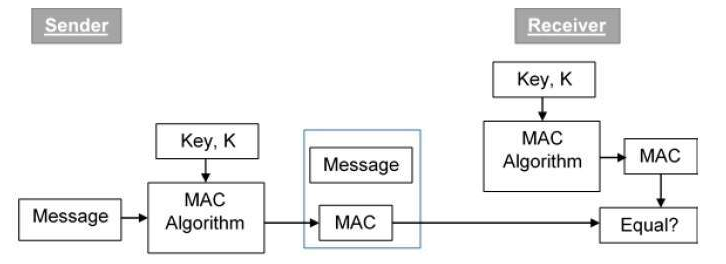 Sender
Receiver
Key, K
MAC
Algorithm
MAC
Key, K
Message
Message
MAC
Algorithm
MAC
Equal?